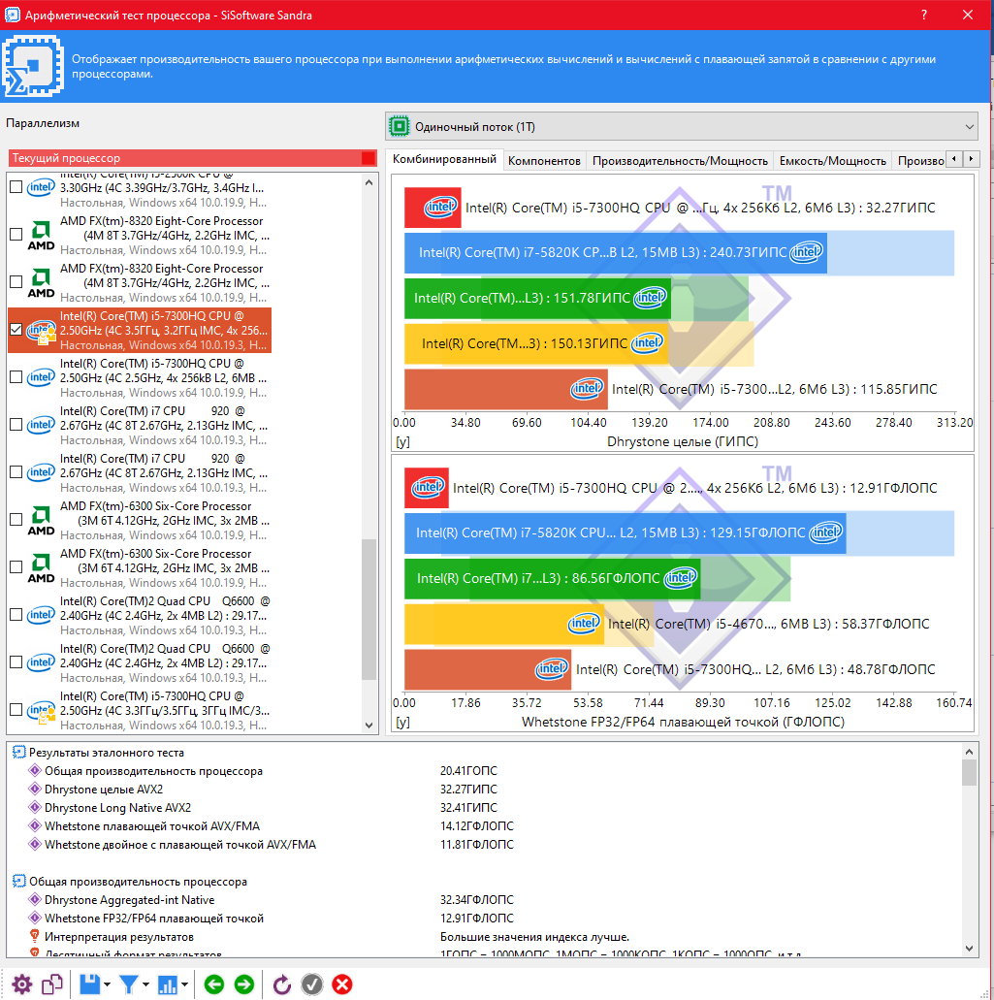 Арифметический тест процессора - SiSoftware Sandra
?
Отображает производительность вашего процессора при выполнении арифметических вычислений и вычислений с плавающей запятой в сравнении с другими
процессорами.
Параллелизм
Одиночный поток (1T)
Текущий процессор
3.30GHz (4C 3.39GHz/3.7GHz, 3.4GHz I...
Настольная, Windows x64 10.0.19.9, H...
AMD FX(tm)-8320 Eight-Core Processor
(4M 8T 3.7GHz/4GHz, 2.2GHz IMC, ...
Настольная, Windows x64 10.0.19.9, H...
AMD
AMD FX(tm)-8320 Eight-Core Processor
(4M 8T 3.7GHz/4GHz, 2.2GHz IMC, ...
Настольная, Windows x64 10.0.19.9, H...
AMD
Intel(R) Core(TM) i5-7300HQ CPU @
2.50GHz (4C 3.5ГГц, 3.2ГГц IMC, 4x 256...
Настольная, Windows x64 10.0.19.3, H...
Intel(R) Core(TM) i5-7300HQ CPU @
2.50GHz (4C 2.5GHz, 4x 256kB L2, 6MB ...
Настольная, Windows x64 10.0.19.9, H...
Intel(R) Core(TM) i7 CPU 920 @
2.67GHz (4C 8T 2.67GHz, 2.13GHz IMC, ...
Настольная, Windows x64 10.0.19.3, H...
Intel(R) Core(TM) i7 CPU 920 @
2.67GHz (4C 8T 2.67GHz, 2.13GHz IMC, ...
Настольная, Windows x64 10.0.19.3, H...
AMD FX(tm)-6300 Six-Core Processor
(3M 6T 4.12GHz, 2GHz IMC, 3x 2MB ...
Настольная, Windows x64 10.0.19.9, H...
AMD
AMD FX(tm)-6300 Six-Core Processor
(3M 6T 4.12GHz, 2GHz IMC, 3x 2MB ...
Настольная, Windows x64 10.0.19.9, H...
AMD
Intel(R) Core(TM)2 Quad CPU Q6600 @
2.40GHz (4C 2.4GHz, 2x 4MB L2) : 29.17...
Настольная, Windows x64 10.0.19.3, H...
Intel(R) Core(TM)2 Quad CPU Q6600 @
2.40GHz (4C 2.4GHz, 2x 4MB L2) : 29.17...
Настольная, Windows x64 10.0.19.3, H...
Intel(R) Core(TM) i5-7300HQ CPU @
2.50GHz (4C 3.3ГГц/3.5ГГц, 3ГГц IMC/3...
Настольная, Windows x64 10.0.19.3, H...
Комбинированный Компонентов Производительность/Мощность Емкость/Мощность Произво
TM
Intel(R) Core(TM) i5-7300HQ CPU @ ...Гц, 4x 256Кб L2, 6Мб L3) : 32.27ГИПС
Intel(R) Core(TM) i7-5820K CP...B L2, 15MB L3) : 240.73ГИПС
Intel(R) Core(TM)...L3) : 151.78ГИПС
Intel(R) Core(TM...3) : 150.13ГИПС
Intel(R) Core(TM) i5-7300...L2, 6Мб L3) : 115.85ГИПС
0.00 34.80 69.60 104.40 139.20 174.00 208.80 243.60 278.40 313.20
[y] Dhrystone целые (ГИПС)
TM
Intel(R) Core(TM) i5-7300HQ CPU @ 2...., 4x 256Кб L2, 6Мб L3) : 12.91ГФЛОПС
Intel(R) Core(TM) i7-5820K CPU... L2, 15MB L3) : 129.15ГФЛОПС
Intel(R) Core(TM) i7...L3) : 86.56ГФЛОПС
Intel(R) Core(TM) i5-4670..., 6MB L3) : 58.37ГФЛОПС
Intel(R) Core(TM) i5-7300HQ... L2, 6Мб L3) : 48.78ГФЛОПС
0.00 17.86 35.72 53.58 71.44 89.30 107.16 125.02 142.88 160.74
[y] Whetstone FP32/FP64 плавающей точкой (ГФЛОПС)
Результаты эталонного теста
Общая производительность процессора 20.41ГОПС
Dhrystone целые AVX2 32.27ГИПС
Dhrystone Long Native AVX2 32.41ГИПС
Whetstone плавающей точкой AVX/FMA 14.12ГФЛОПС
Whetstone двойное с плавающей точкой AVX/FMA 11.81ГФЛОПС
Общая производительность процессора
Dhrystone Aggregated-int Native 32.34ГФЛОПС
Whetstone FP32/FP64 плавающей точкой 12.91ГФЛОПС
Интерпретация результатов Большие значения индекса лучше.
Десятичный формат результатов 1ГОПС = 1000МОПС, 1МОПС = 1000КОПС, 1КОПС = 1000ОПС, и т.д.